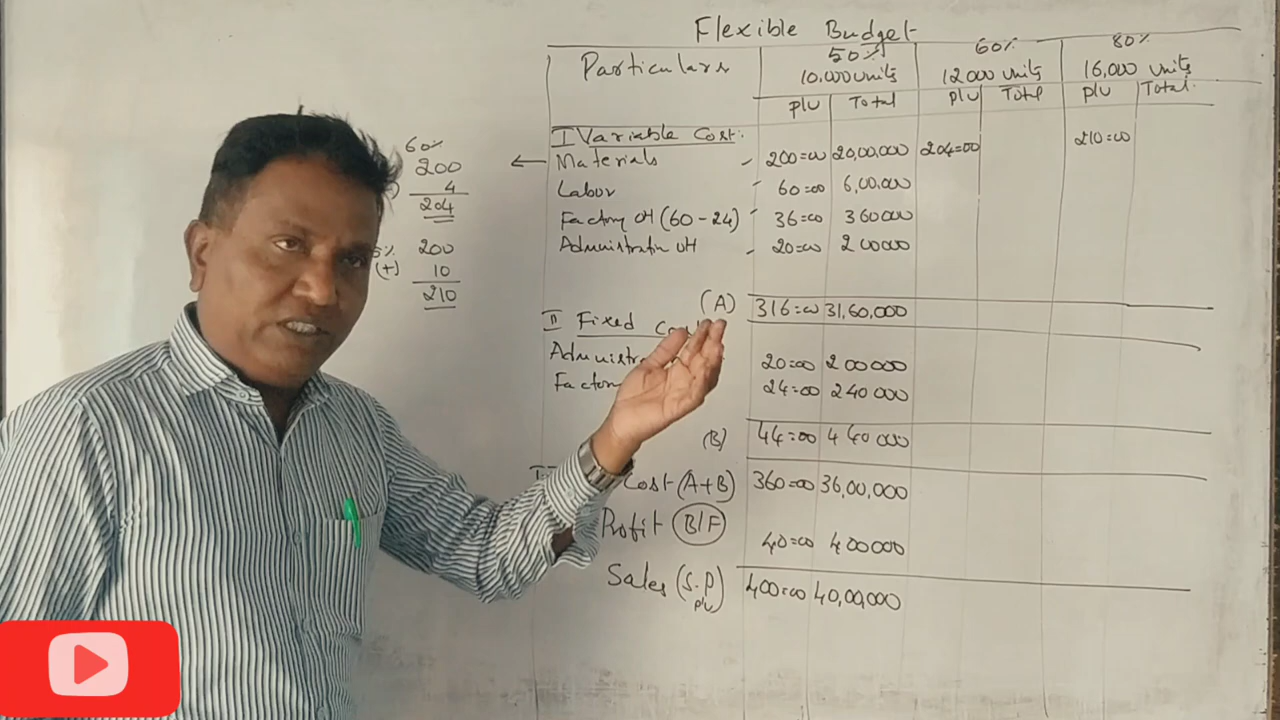 Flexible Budget
50% 60% 80%
Particulars 10,000 units 12000 units 16,000 units
P/U Total P/U Total P/U Total
I Variable Cost:
Materials 200=00 20,00,000 204=00 210=00
Labor 60=00 6,00,000
Factory OH (60-24) 36=00 360000
Administratin OH 20=00 200000
(A) 316=00 31,60,000
II Fixed
20=00 200000
24=00 240000
(B) 44=00 440000
Cost (A+B) 360=00 36,00,000
Profit (B/F) 40=00 400000
Sales (S.P p/u) 400=00 40,00,000
60%
200
4
204
% 200
(+) 10
210